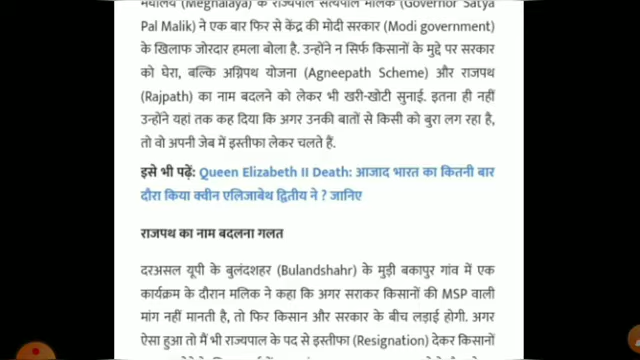 मेघालय (Meghalaya) के राज्यपाल सत्यपाल मलिक (Governor Satya
Pal Malik) ने एक बार फिर से केंद्र की मोदी सरकार (Modi government)
के खिलाफ जोरदार हमला बोला है. उन्होंने न सिर्फ किसानों के मुद्दे पर सरकार
को घेरा, बल्कि अग्निपथ योजना (Agneepath Scheme) और राजपथ
(Rajpath) का नाम बदलने को लेकर भी खरी-खोटी सुनाई. इतना ही नहीं
उन्होंने यहां तक कह दिया कि अगर उनकी बातों से किसी को बुरा लग रहा है,
तो वो अपनी जेब में इस्तीफा लेकर चलते हैं.
इसे भी पढ़ें: Queen Elizabeth II Death: आजाद भारत का कितनी बार
दौरा किया क्वीन एलिजाबेथ द्वितीय ने ? जानिए
राजपथ का नाम बदलना गलत
दरअसल यूपी के बुलंदशहर (Bulandshahr) के मुड़ी बकापुर गांव में एक
कार्यक्रम के दौरान मलिक ने कहा कि अगर सराकर किसानों की MSP वाली
मांग नहीं मानती है, तो फिर किसान और सरकार के बीच लड़ाई होगी. अगर
ऐसा हुआ तो मैं भी राज्यपाल के पद से इस्तीफा (Resignation) देकर किसानों